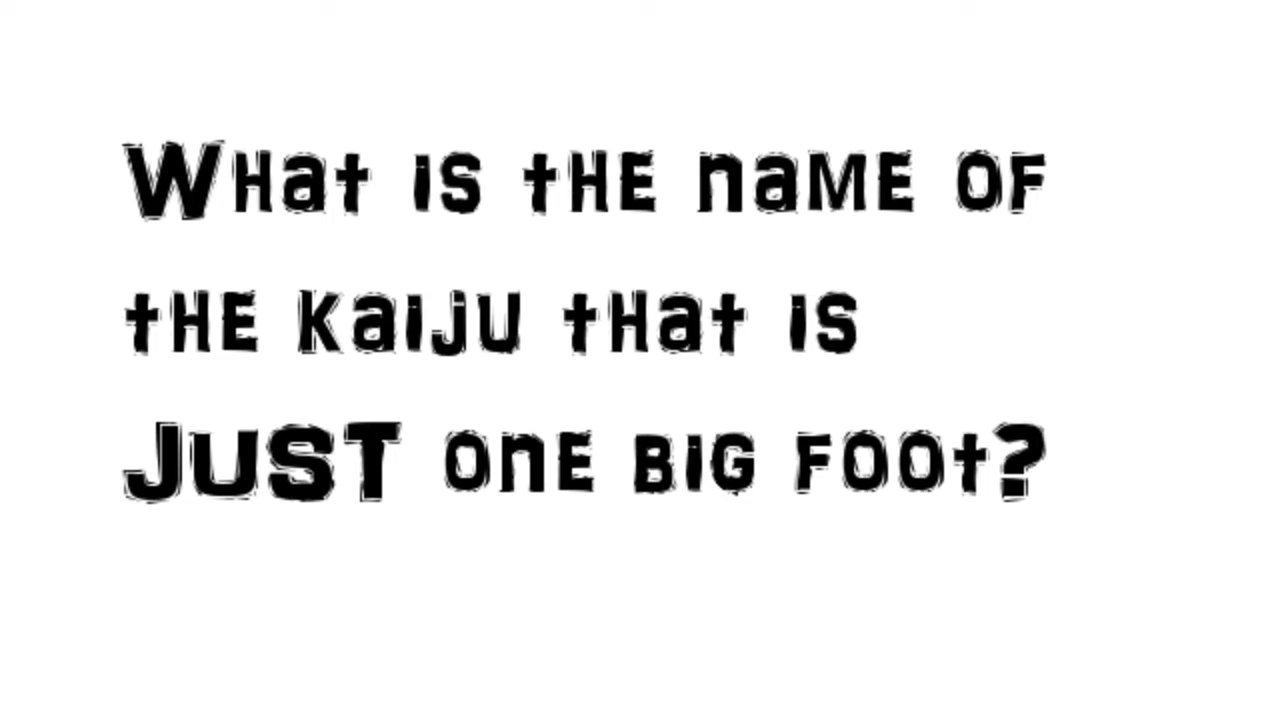 What is the name of
the kaiju that is
JUST one big foot?